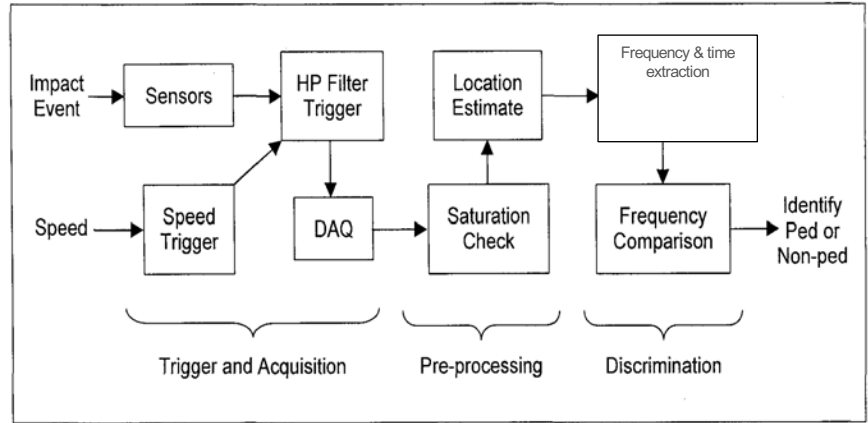 Impact
Event
Sensors
HP Filter
Trigger
Location
Estimate
Frequency & time
extraction
Speed
Speed
Trigger
DAQ
Saturation
Check
Frequency
Comparison
Identify
Ped or
Non-ped
Trigger and Acquisition
Pre-processing
Discrimination